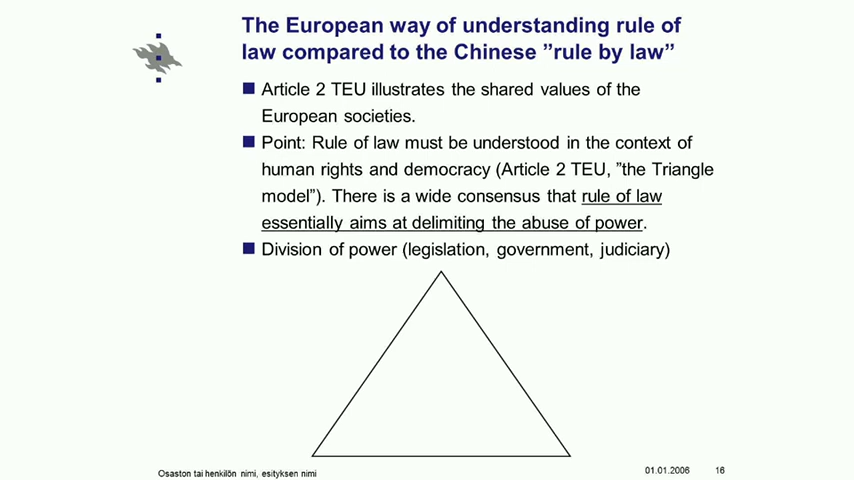 The European way of understanding rule of
law compared to the Chinese ”rule by law”
Article 2 TEU illustrates the shared values of the
European societies.
Point: Rule of law must be understood in the context of
human rights and democracy (Article 2 TEU, ”the Triangle
model”). There is a wide consensus that rule of law
essentially aims at delimiting the abuse of power.
Division of power (legislation, government, judiciary)
Osaston tai henkilön nimi, esityksen nimi
01.01.2006
16